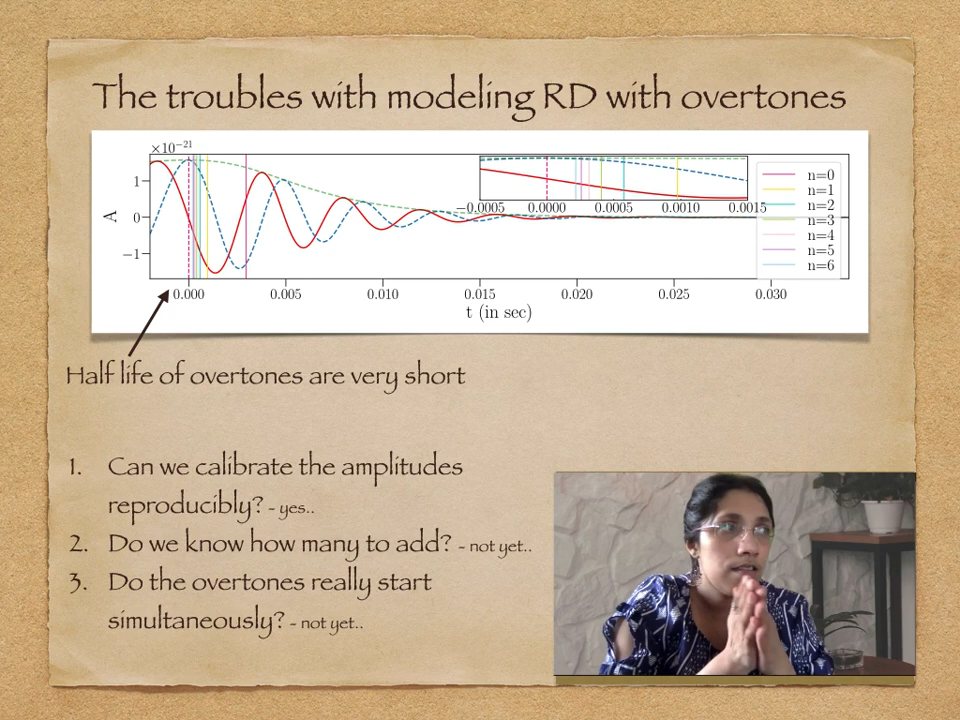 The troubles with modeling RD with overtones
×10⁻²¹
1
0
−1
A
−0.0005 0.0000 0.0005 0.0010 0.0015
n=0
n=1
n=2
n=3
n=4
n=5
n=6
0.000 0.005 0.010 0.015 0.020 0.025 0.030
t (in sec)
Half life of overtones are very short
1. Can we calibrate the amplitudes
reproducibly? - yes..
2. Do we know how many to add? - not yet..
3. Do the overtones really start
simultaneously? - not yet..